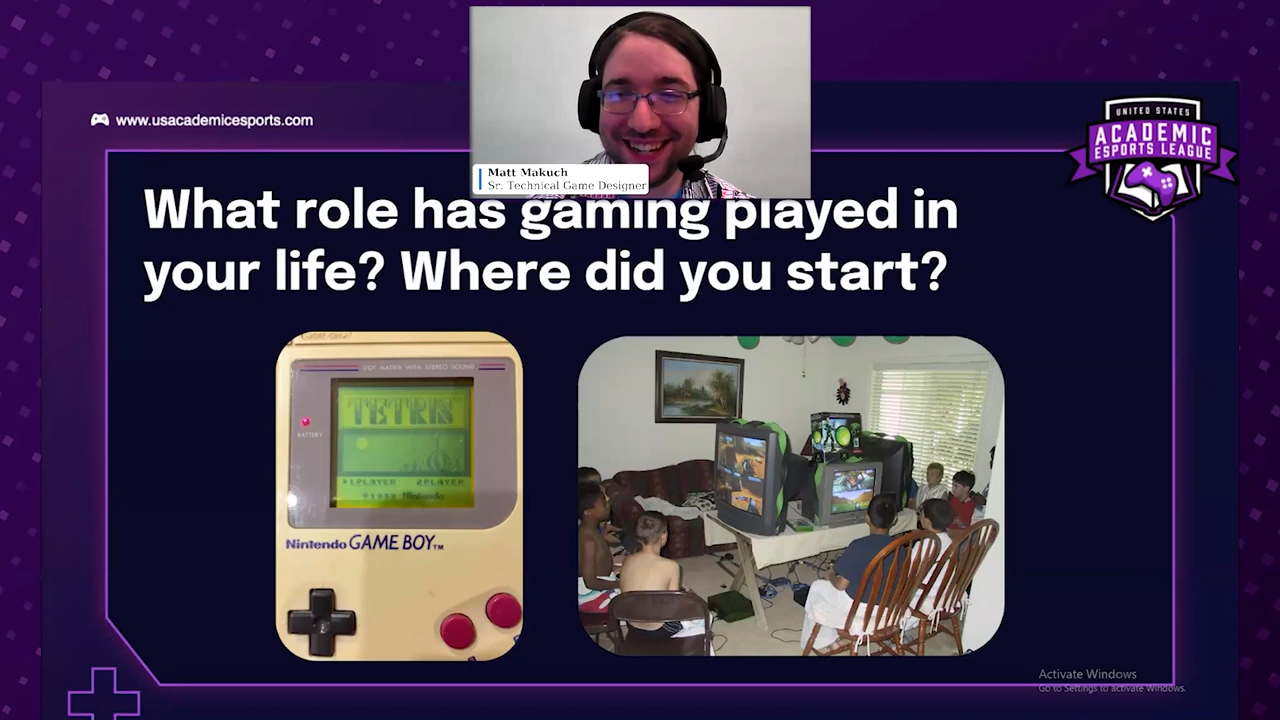 www.usacademicesports.com
Matt Makuch
Sr. Technical Game Designer
UNITED STATES
ACADEMIC
ESPORTS LEAGUE
What role has gaming played in
your life? Where did you start?
DOT MATRIX WITH STEREO SOUND
BATTERY
TETRIS
1PLAYER 2PLAYER
Nintendo
Nintendo GAME BOY TM
Activate Windows
Go to Settings to activate Windows.